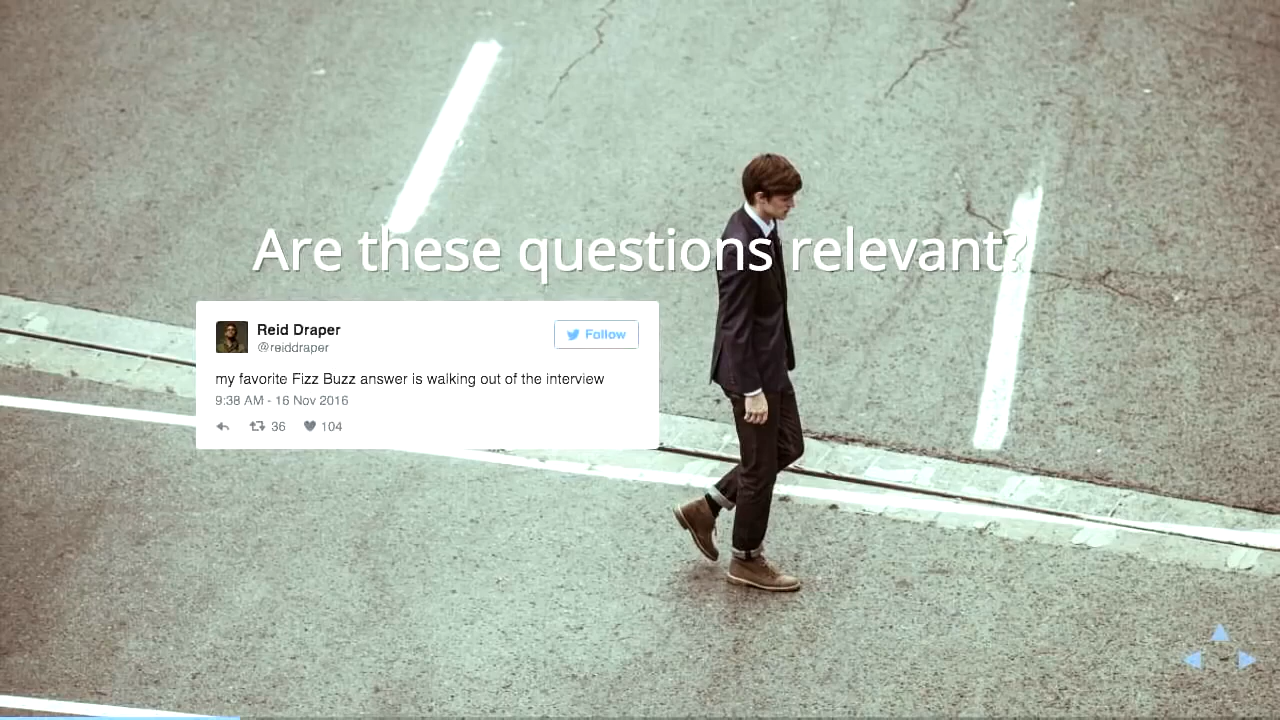 Are these questions relevant?
Reid Draper
@reiddraper
Follow
my favorite Fizz Buzz answer is walking out of the interview
9:38 AM - 16 Nov 2016
36 104